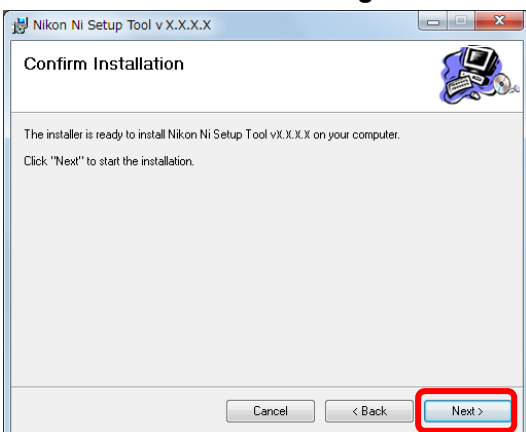 Nikon Ni Setup Tool v X.X.X.X
Confirm Installation
The installer is ready to install Nikon Ni Setup Tool vX.X.X.X on your computer.
Click "Next" to start the installation.
Cancel
< Back
Next >